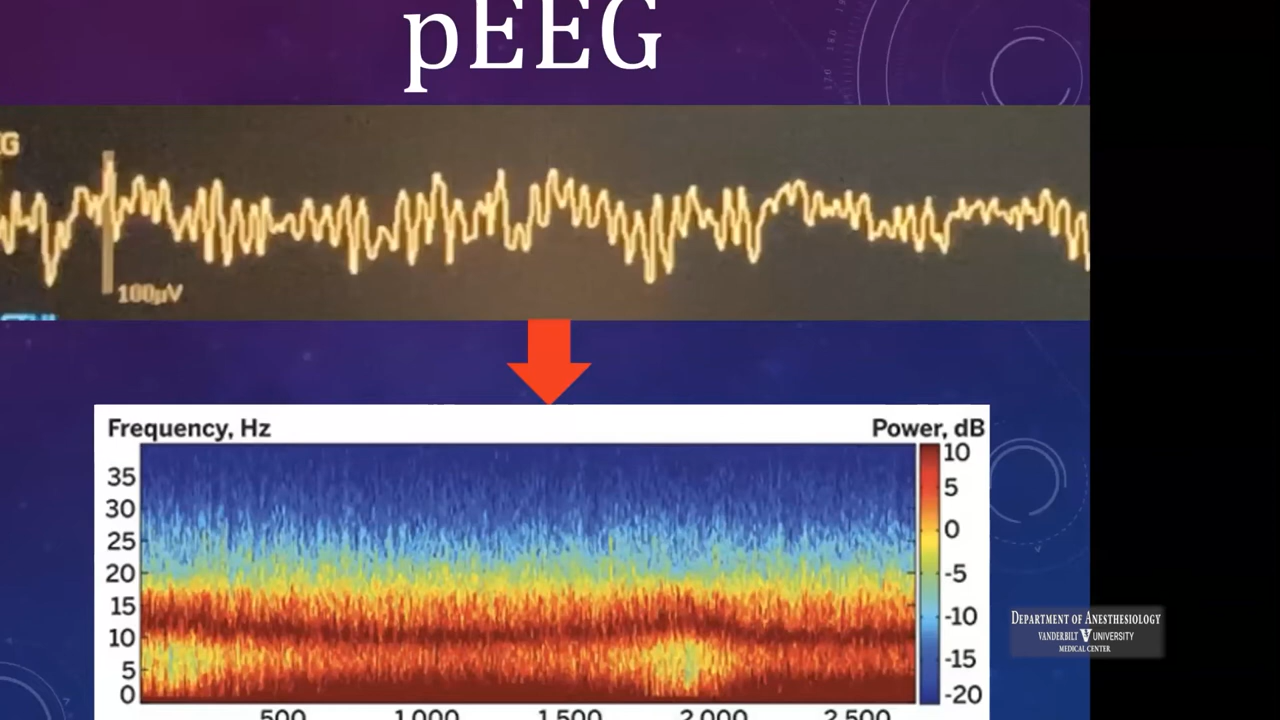 pEEG
G
100µV
Frequency, Hz
Power, dB
35
30
25
20
15
10
5
0
10
5
0
-5
-10
-15
-20
500
1,000
1,500
2,000
2,500
DEPARTMENT OF ANESTHESIOLOGY
VANDERBILT V UNIVERSITY
MEDICAL CENTER